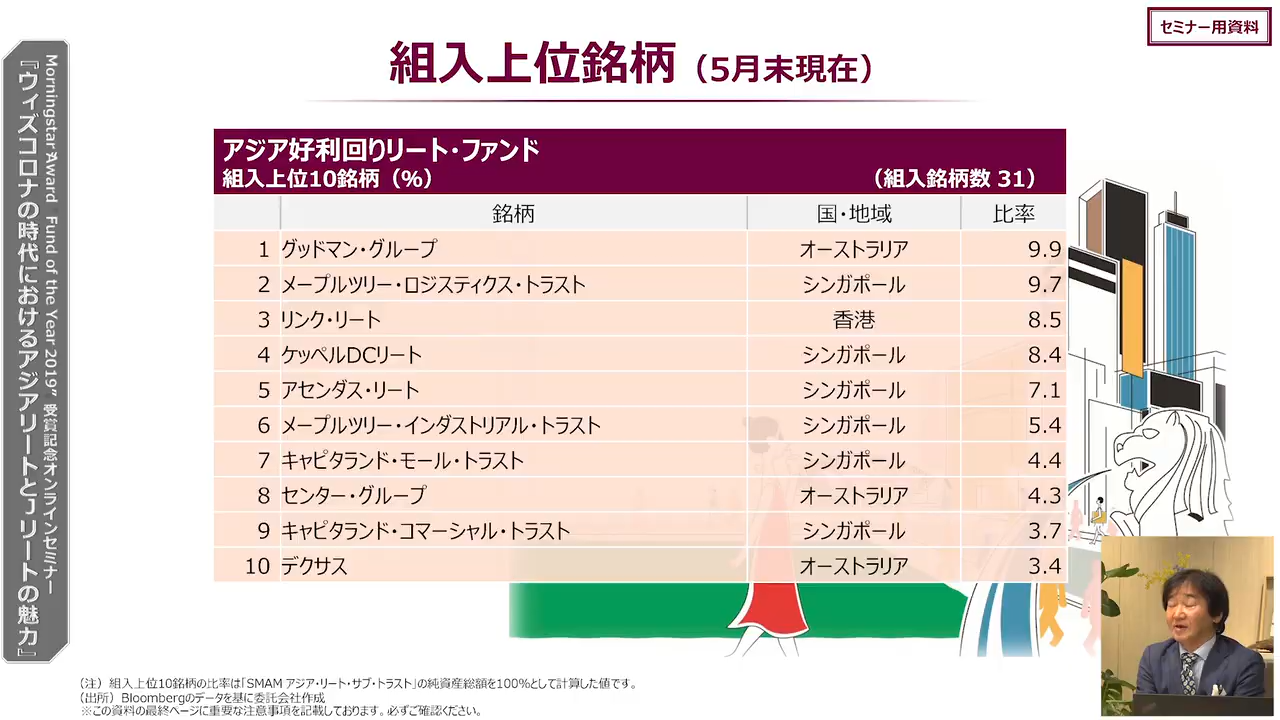 セミナー用資料
組入上位銘柄（5月末現在）
Morningstar Award “Fund of the Year 2019” 受賞記念オンラインセミナー
『ウィズコロナの時代におけるアジアリートとJリートの魅力』
アジア好利回りリート・ファンド
組入上位10銘柄（％） （組入銘柄数 31）
銘柄 国・地域 比率
1 グッドマン・グループ オーストラリア 9.9
2 メープルツリー・ロジスティクス・トラスト シンガポール 9.7
3 リンク・リート 香港 8.5
4 ケッペルDCリート シンガポール 8.4
5 アセンダス・リート シンガポール 7.1
6 メープルツリー・インダストリアル・トラスト シンガポール 5.4
7 キャピタランド・モール・トラスト シンガポール 4.4
8 センター・グループ オーストラリア 4.3
9 キャピタランド・コマーシャル・トラスト シンガポール 3.7
10 デクサス オーストラリア 3.4
（注）組入上位10銘柄の比率は「SMAM アジア・リート・サブ・トラスト」の純資産総額を100％として計算した値です。
（出所）Bloombergのデータを基に委託会社作成
※この資料の最終ページに重要な注意事項を記載しております。必ずご確認ください。